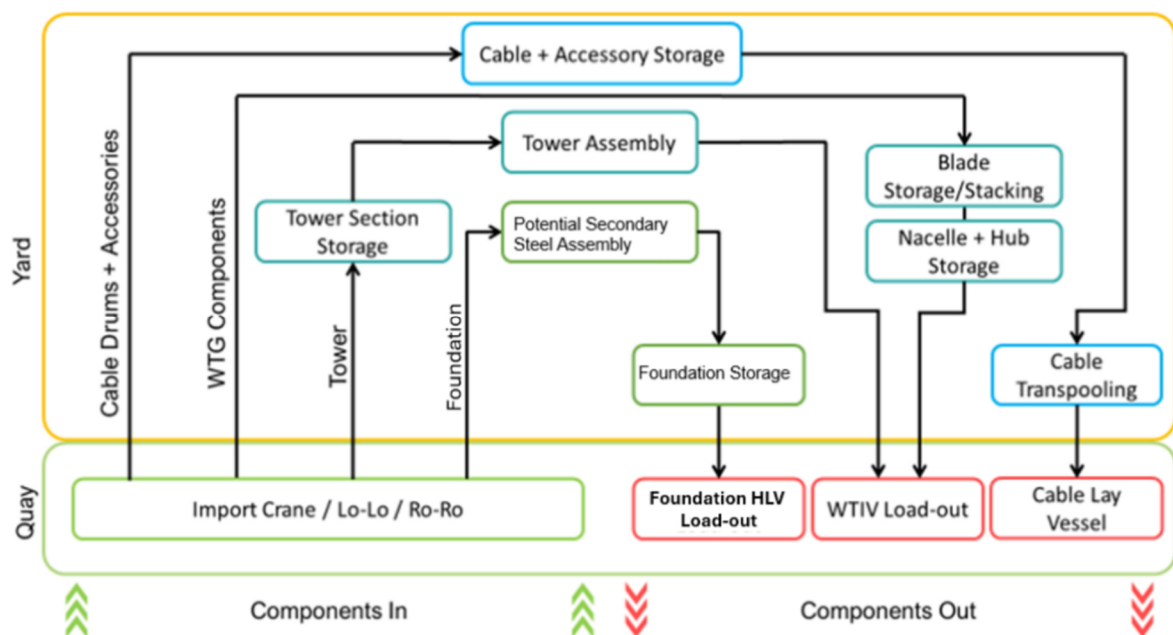 Yard
Quay
Cable Drums + Accessories
WTG Components
Tower
Foundation
Cable + Accessory Storage
Tower Assembly
Blade
Storage/Stacking
Tower Section
Storage
Potential Secondary
Steel Assembly
Nacelle + Hub
Storage
Foundation Storage
Cable
Transpooling
Import Crane / Lo-Lo / Ro-Ro
Foundation HLV
Load-out
WTIV Load-out
Cable Lay
Vessel
Components In
Components Out